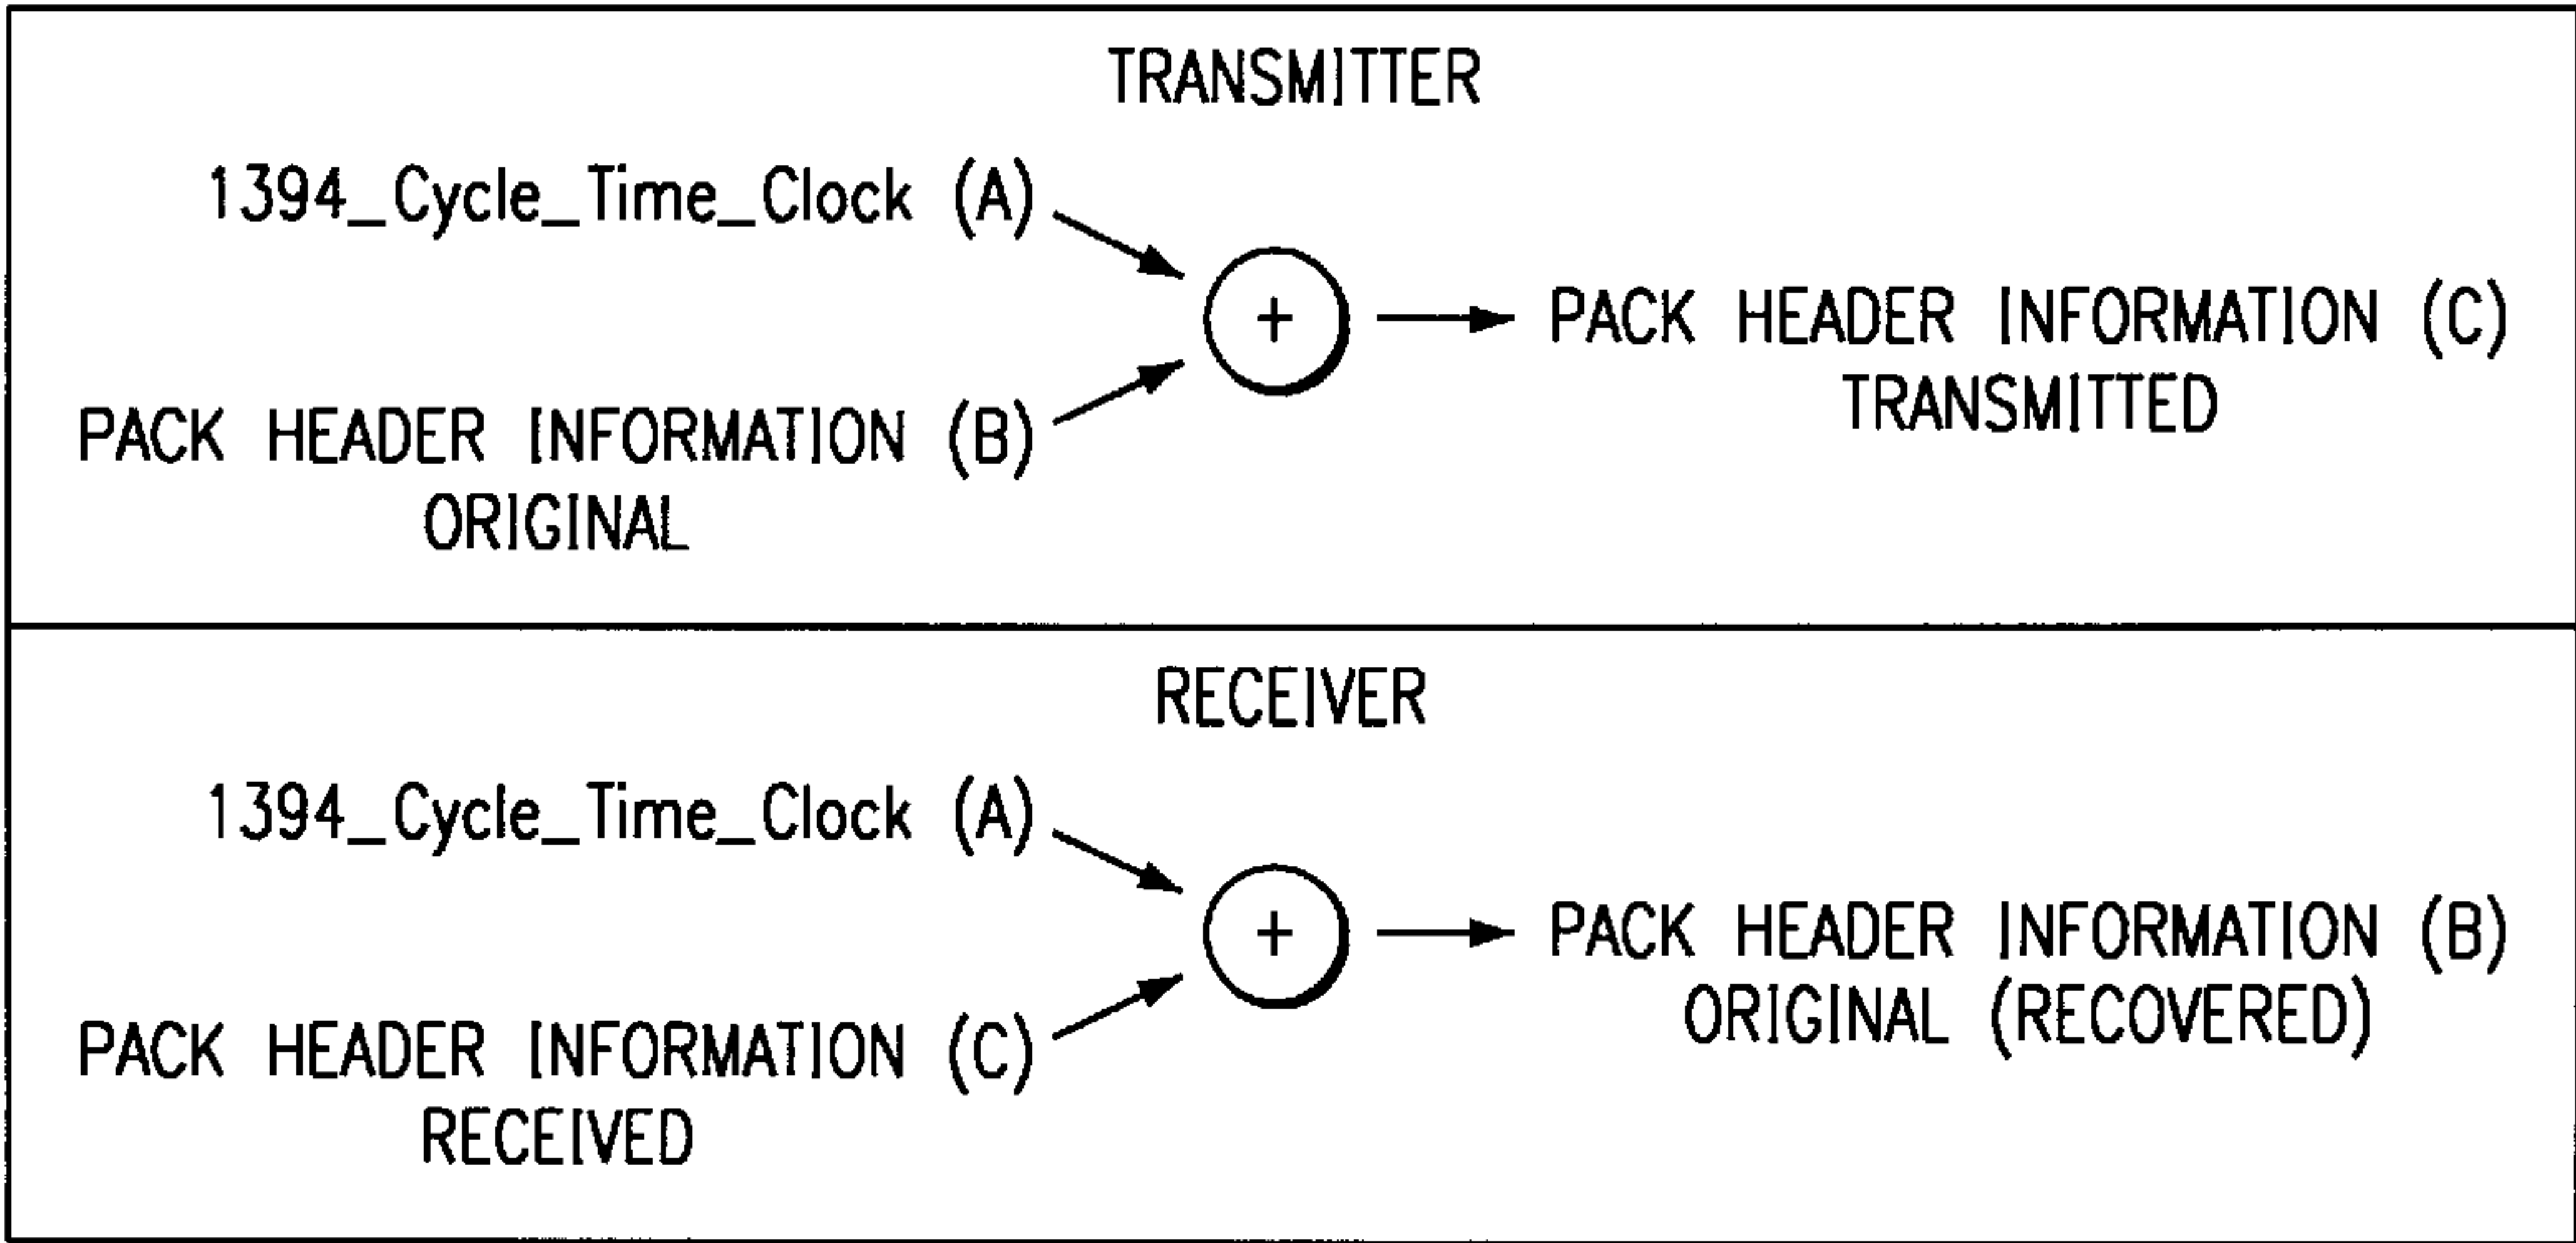 TRANSMITTER
1394_Cycle_Time_Clock (A)
+
PACK HEADER INFORMATION (C)
TRANSMITTED
PACK HEADER INFORMATION (B)
ORIGINAL
RECEIVER
1394_Cycle_Time_Clock (A)
+
PACK HEADER INFORMATION (B)
ORIGINAL (RECOVERED)
PACK HEADER INFORMATION (C)
RECEIVED